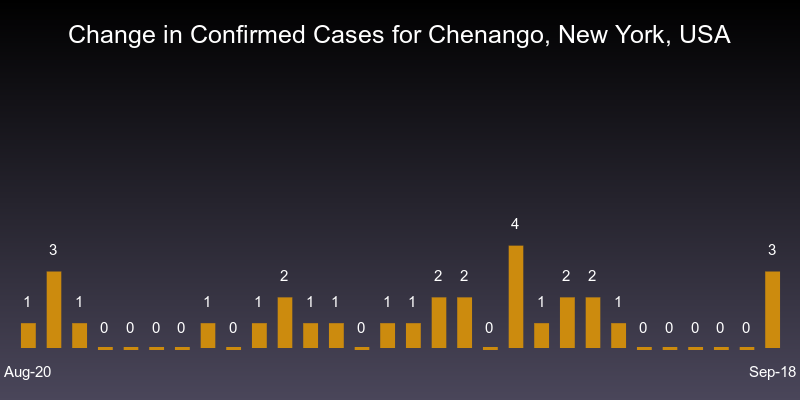 Change in Confirmed Cases for Chenango, New York, USA
1 3 1 0 0 0 0 1 0 1 2 1 1 0 1 1 2 2 0 4 1 2 2 1 0 0 0 0 0 3
Aug-20 Sep-18